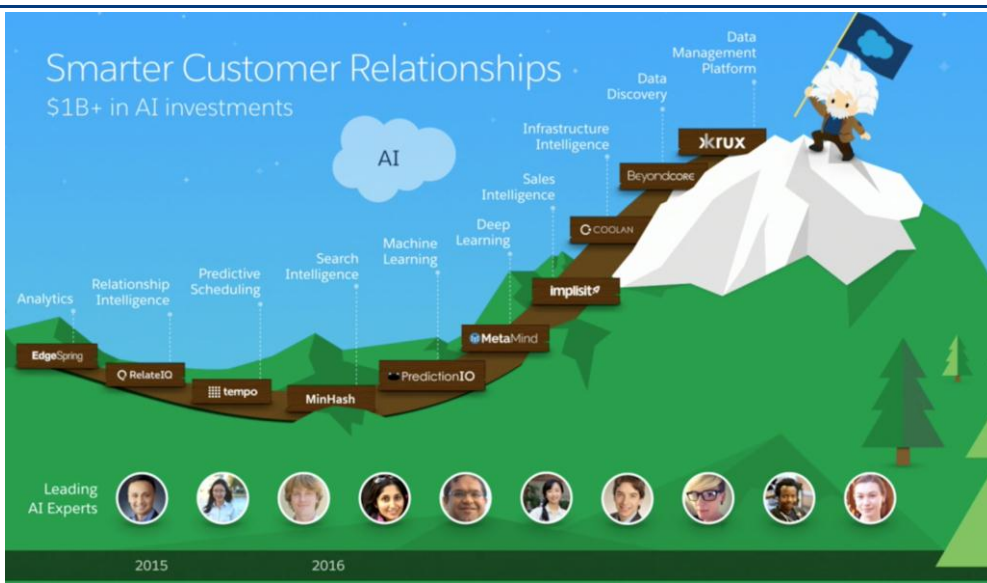 Smarter Customer Relationships
$1B+ in AI investments
AI
Analytics
Relationship
Intelligence
Predictive
Scheduling
Search
Intelligence
Machine
Learning
Deep
Learning
Sales
Intelligence
Infrastructure
Intelligence
Data
Discovery
Data
Management
Platform
EdgeSpring
RelateIQ
tempo
MinHash
PredictionIO
MetaMind
implisit
COOLAN
BeyondCORE
krux
Leading
AI Experts
2015
2016